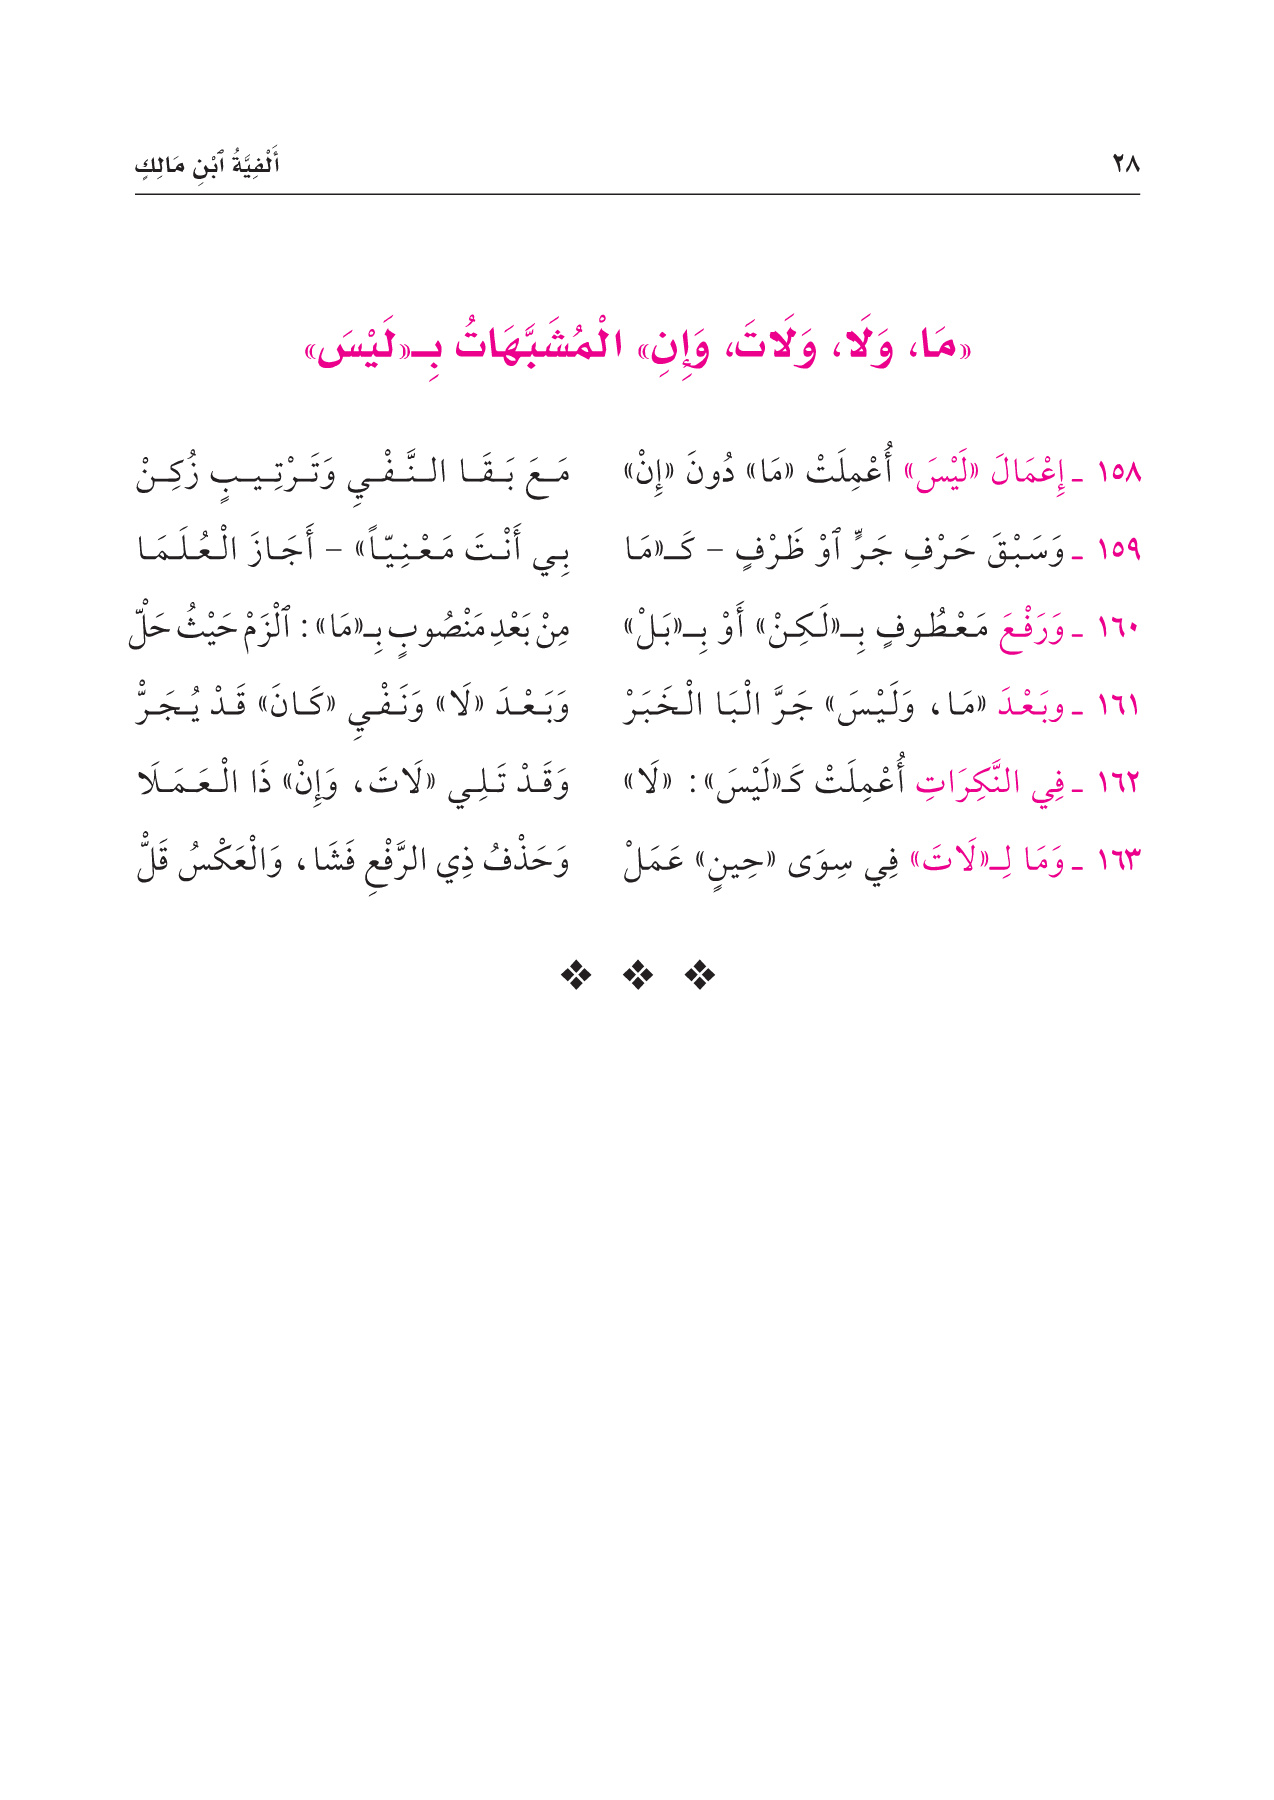 ٢٨ أَلْفِيَّةُ ٱبْنِ مَالِكٍ
«مَا، وَلَا، وَلَاتَ، وَإِنِ» الْمُشَبَّهَاتُ بِـ«لَيْسَ»
١٥٨ ـ إِعْمَالَ «لَيْسَ» أُعْمِلَتْ «مَا» دُونَ «إِنْ» مَعَ بَقَا النَّفْيِ وَتَرْتِيبٍ زُكِنْ
١٥٩ ـ وَسَبْقَ حَرْفِ جَرٍّ ٱوْ ظَرْفٍ – كَـ«مَا بِي أَنْتَ مَعْنِيّاً» – أَجَازَ الْعُلَمَا
١٦٠ ـ وَرَفْعَ مَعْطُوفٍ بِـ«لَكِنْ» أَوْ بِـ«بَلْ» مِنْ بَعْدِ مَنْصُوبٍ بِـ«مَا»: ٱلْزَمْ حَيْثُ حَلّْ
١٦١ ـ وبَعْدَ «مَا، وَلَيْسَ» جَرَّ الْبَا الْخَبَرْ وَبَعْدَ «لَا» وَنَفْيِ «كَانَ» قَدْ يُجَرّْ
١٦٢ ـ فِي النَّكِرَاتِ أُعْمِلَتْ كَـ«لَيْسَ»: «لَا» وَقَدْ تَلِي «لَاتَ، وَإِنْ» ذَا الْعَمَلَا
١٦٣ ـ وَمَا لِـ«لَاتَ» فِي سِوَى «حِينٍ» عَمَلْ وَحَذْفُ ذِي الرَّفْعِ فَشَا، وَالْعَكْسُ قَلّْ